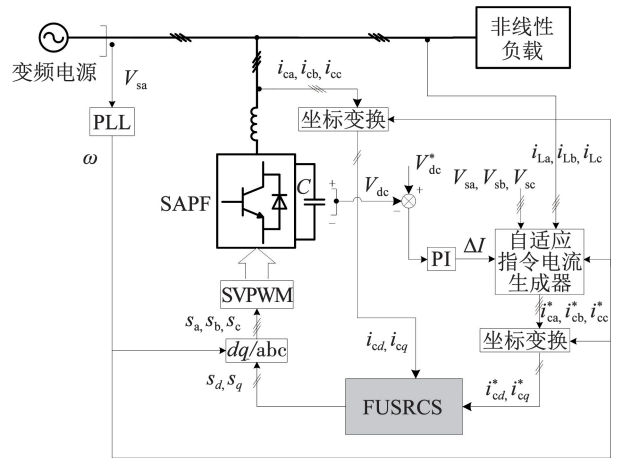 非线性
负载
变频电源
V_sa
i_ca, i_cb, i_cc
PLL
坐标变换
ω
i_La, i_Lb, i_Lc
V*_dc
C
+
V_dc
+
V_sa, V_sb, V_sc
SAPF
−
−
PI
ΔI
自适应
指令电流
生成器
SVPWM
i*_ca, i*_cb, i*_cc
s_a, s_b, s_c
坐标变换
i_cd, i_cq
dq/abc
s_d, s_q
i*_cd, i*_cq
FUSRCS